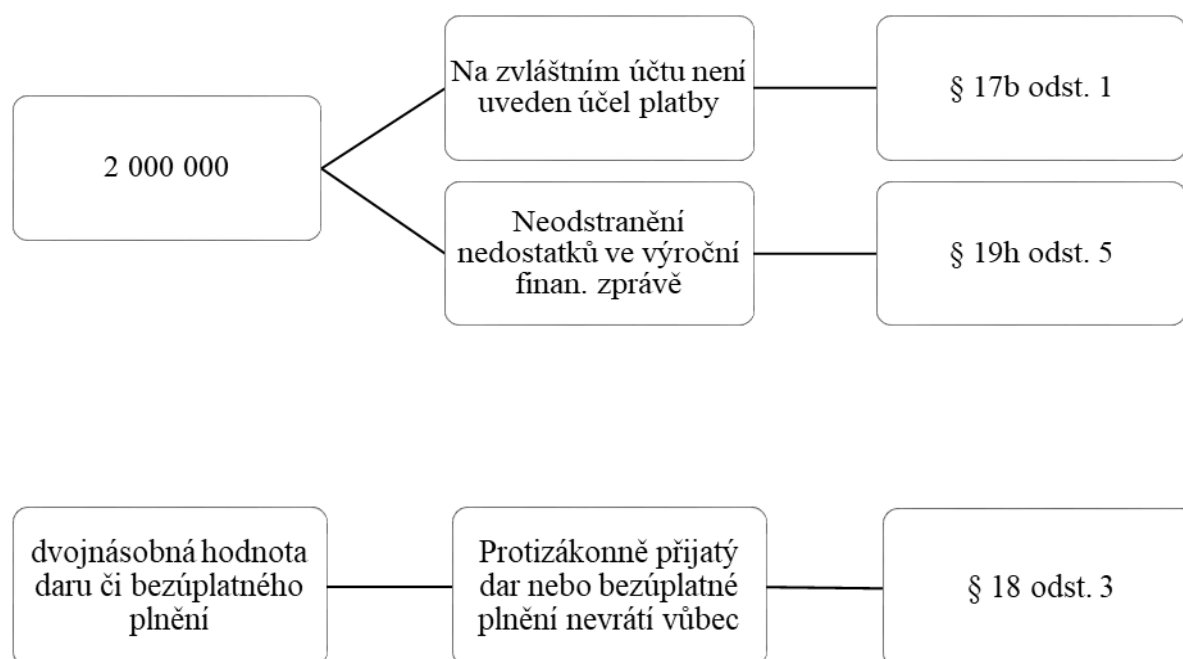 2 000 000
Na zvláštním účtu není
uveden účel platby
§ 17b odst. 1
Neodstranění
nedostatků ve výroční
finan. zprávě
§ 19h odst. 5
dvojnásobná hodnota
daru či bezúplatného
plnění
Protizákonně přijatý
dar nebo bezúplatné
plnění nevrátí vůbec
§ 18 odst. 3